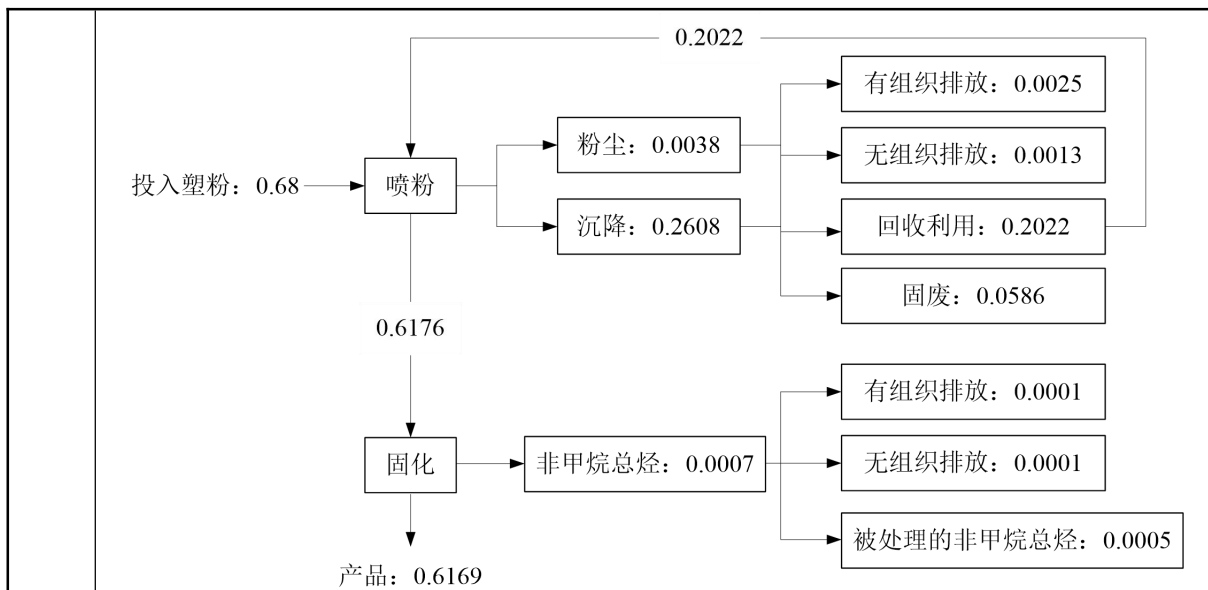 0.2022
有组织排放：0.0025
粉尘：0.0038
无组织排放：0.0013
投入塑粉：0.68
喷粉
沉降：0.2608
回收利用：0.2022
固废：0.0586
0.6176
有组织排放：0.0001
固化
非甲烷总烃：0.0007
无组织排放：0.0001
被处理的非甲烷总烃：0.0005
产品：0.6169